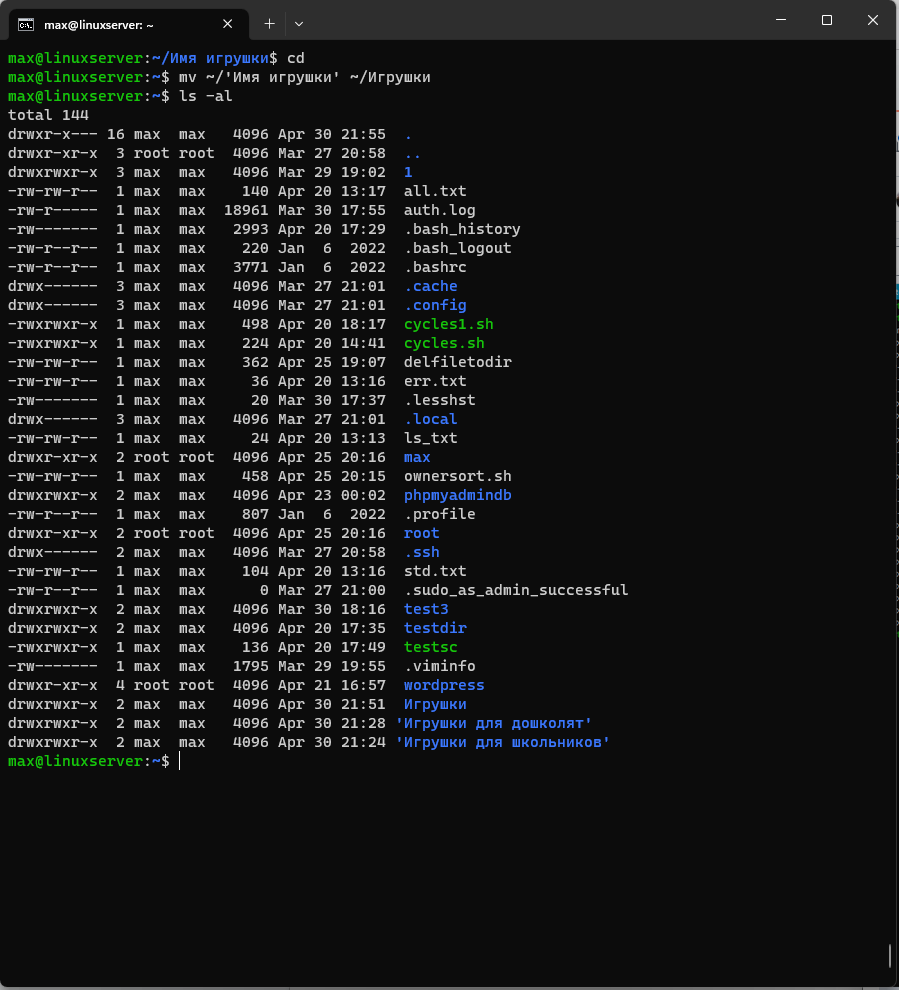 max@linuxserver: ~
max@linuxserver:~/Имя игрушки$ cd
max@linuxserver:~$ mv ~/'Имя игрушки' ~/Игрушки
max@linuxserver:~$ ls -al
total 144
drwxr-x--- 16 max  max   4096 Apr 30 21:55  .
drwxr-xr-x  3 root root  4096 Mar 27 20:58  ..
drwxrwxr-x  3 max  max   4096 Mar 29 19:02  1
-rw-rw-r--  1 max  max    140 Apr 20 13:17  all.txt
-rw-r-----  1 max  max  18961 Mar 30 17:55  auth.log
-rw-------  1 max  max   2993 Apr 20 17:29  .bash_history
-rw-r--r--  1 max  max    220 Jan  6  2022  .bash_logout
-rw-r--r--  1 max  max   3771 Jan  6  2022  .bashrc
drwx------  3 max  max   4096 Mar 27 21:01  .cache
drwx------  3 max  max   4096 Mar 27 21:01  .config
-rwxrwxr-x  1 max  max    498 Apr 20 18:17  cycles1.sh
-rwxrwxr-x  1 max  max    224 Apr 20 14:41  cycles.sh
-rw-rw-r--  1 max  max    362 Apr 25 19:07  delfiletodir
-rw-rw-r--  1 max  max     36 Apr 20 13:16  err.txt
-rw-------  1 max  max     20 Mar 30 17:37  .lesshst
drwx------  3 max  max   4096 Mar 27 21:01  .local
-rw-rw-r--  1 max  max     24 Apr 20 13:13  ls_txt
drwxr-xr-x  2 root root  4096 Apr 25 20:16  max
-rw-rw-r--  1 max  max    458 Apr 25 20:15  ownersort.sh
drwxrwxr-x  2 max  max   4096 Apr 23 00:02  phpmyadmindb
-rw-r--r--  1 max  max    807 Jan  6  2022  .profile
drwxr-xr-x  2 root root  4096 Apr 25 20:16  root
drwx------  2 max  max   4096 Mar 27 20:58  .ssh
-rw-rw-r--  1 max  max    104 Apr 20 13:16  std.txt
-rw-r--r--  1 max  max      0 Mar 27 21:00  .sudo_as_admin_successful
drwxrwxr-x  2 max  max   4096 Mar 30 18:16  test3
drwxrwxr-x  2 max  max   4096 Apr 20 17:35  testdir
-rwxrwxr-x  1 max  max    136 Apr 20 17:49  testsc
-rw-------  1 max  max   1795 Mar 29 19:55  .viminfo
drwxr-xr-x  4 root root  4096 Apr 21 16:57  wordpress
drwxrwxr-x  2 max  max   4096 Apr 30 21:51  Игрушки
drwxrwxr-x  2 max  max   4096 Apr 30 21:28 'Игрушки для дошколят'
drwxrwxr-x  2 max  max   4096 Apr 30 21:24 'Игрушки для школьников'
max@linuxserver:~$